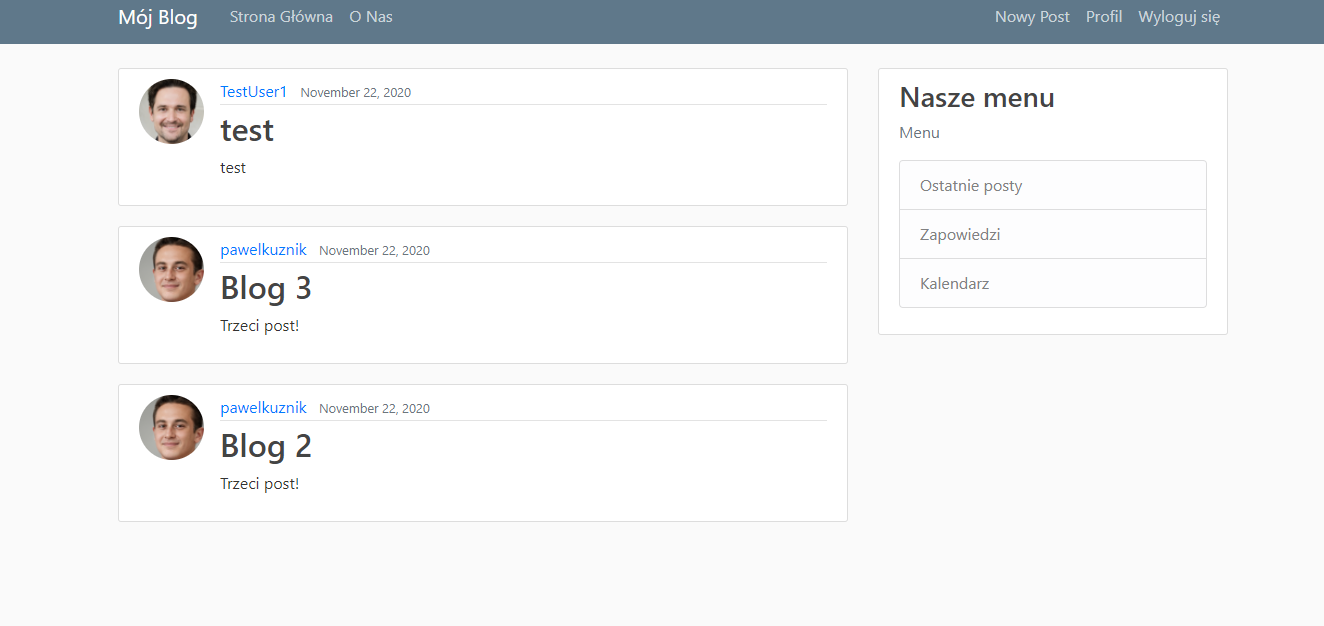 Mój Blog Strona Główna O Nas Nowy Post Profil Wyloguj się
TestUser1 November 22, 2020
test
test
pawelkuznik November 22, 2020
Blog 3
Trzeci post!
pawelkuznik November 22, 2020
Blog 2
Trzeci post!
Nasze menu
Menu
Ostatnie posty
Zapowiedzi
Kalendarz